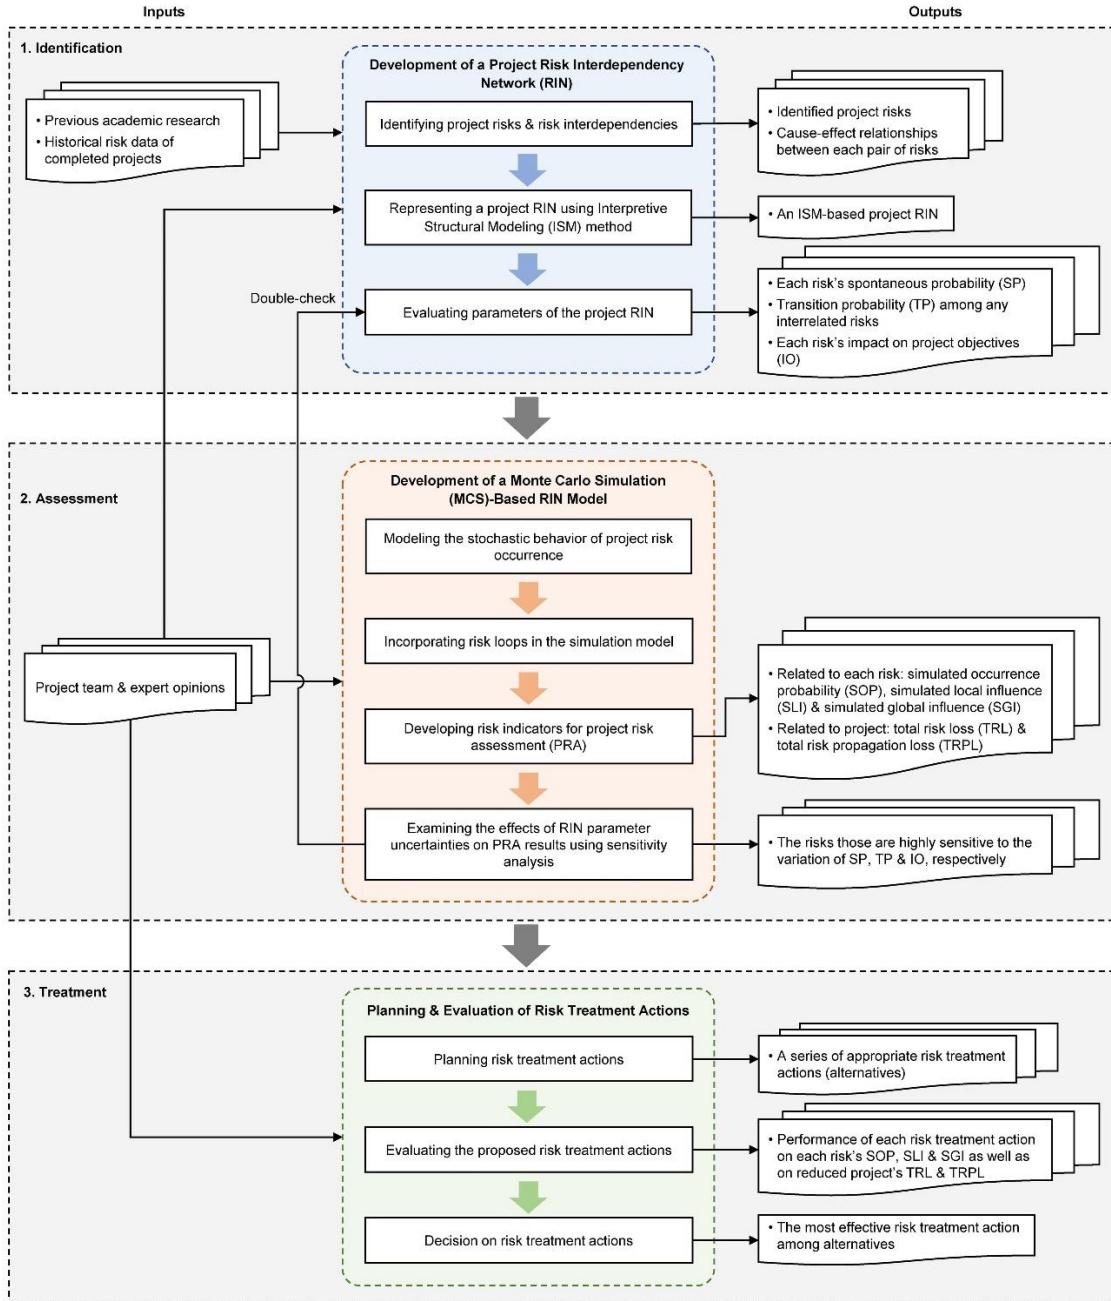 Inputs
Outputs
1. Identification
Development of a Project Risk Interdependency
Network (RIN)
• Previous academic research
• Historical risk data of
completed projects
Identifying project risks & risk interdependencies
• Identified project risks
• Cause-effect relationships
between each pair of risks
Representing a project RIN using Interpretive
Structural Modeling (ISM) method
• An ISM-based project RIN
Double-check
Evaluating parameters of the project RIN
• Each risk's spontaneous probability (SP)
• Transition probability (TP) among any
interrelated risks
• Each risk's impact on project objectives
(IO)
2. Assessment
Development of a Monte Carlo Simulation
(MCS)-Based RIN Model
Modeling the stochastic behavior of project risk
occurrence
Incorporating risk loops in the simulation model
Project team & expert opinions
Developing risk indicators for project risk
assessment (PRA)
• Related to each risk: simulated occurrence
probability (SOP), simulated local influence
(SLI) & simulated global influence (SGI)
• Related to project: total risk loss (TRL) &
total risk propagation loss (TRPL)
Examining the effects of RIN parameter
uncertainties on PRA results using sensitivity
analysis
• The risks those are highly sensitive to the
variation of SP, TP & IO, respectively
3. Treatment
Planning & Evaluation of Risk Treatment Actions
Planning risk treatment actions
• A series of appropriate risk treatment
actions (alternatives)
Evaluating the proposed risk treatment actions
• Performance of each risk treatment action
on each risk's SOP, SLI & SGI as well as
on reduced project's TRL & TRPL
Decision on risk treatment actions
• The most effective risk treatment action
among alternatives